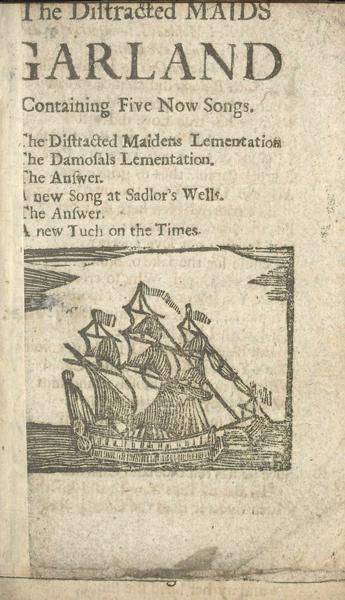 The Distracted MAIDS
GARLAND
Containing Five Now Songs.
The Distracted Maidens Lementation
The Damosals Lementation.
The Answer.
A new Song at Sadlor's Wells.
The Answer.
A new Tuch on the Times.